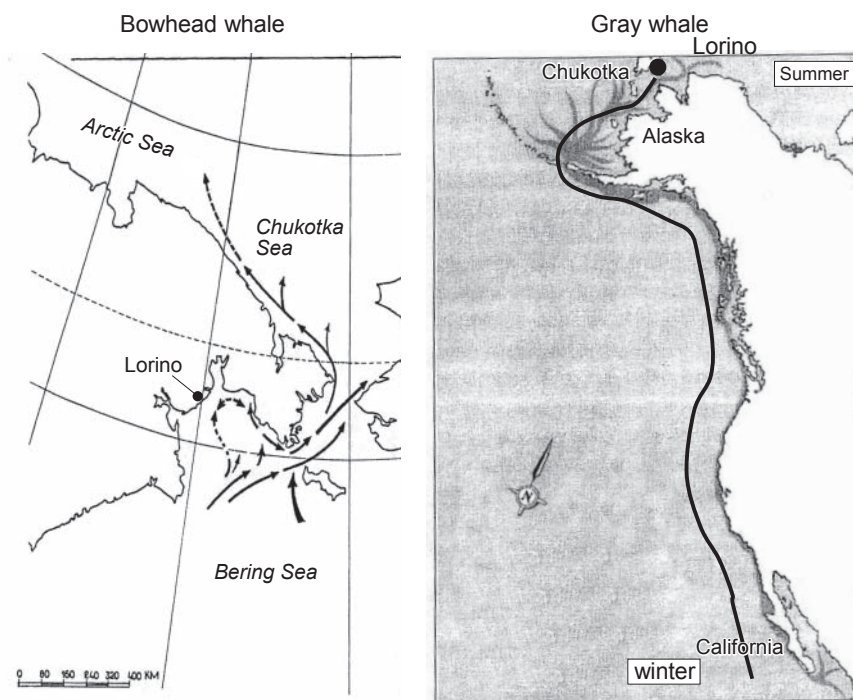 Bowhead whale
Arctic Sea
Chukotka
Sea
Lorino
Bering Sea
0 80 160 240 320 400 KM
Gray whale
Lorino
Chukotka
Summer
Alaska
N
California
winter